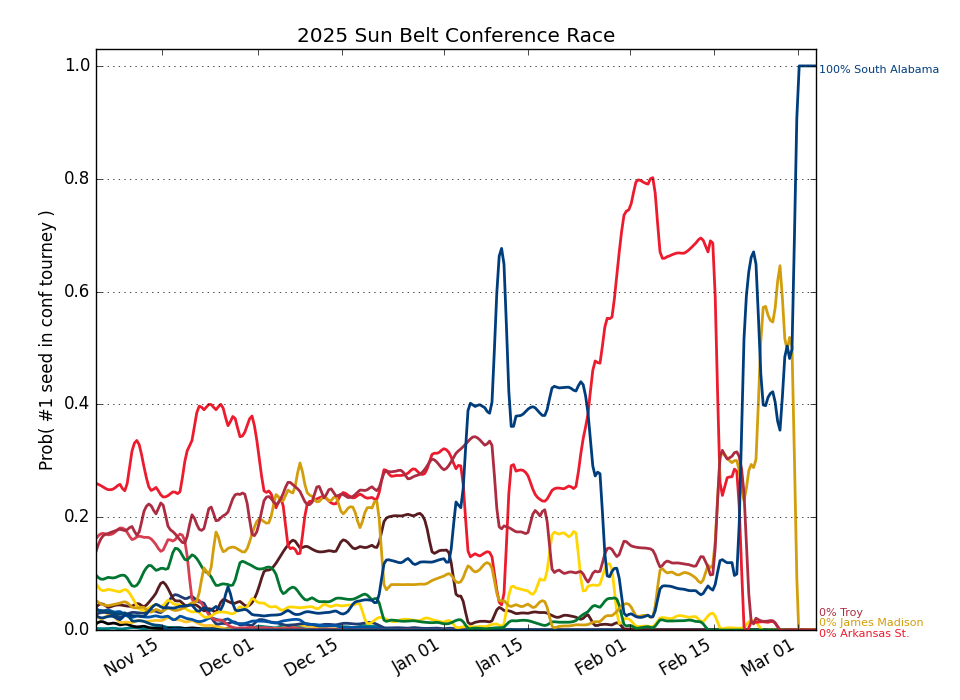 2025 Sun Belt Conference Race
Prob( #1 seed in conf tourney )
1.0
0.8
0.6
0.4
0.2
0.0
100% South Alabama
0% Troy
0% James Madison
0% Arkansas St.
Nov 15
Dec 01
Dec 15
Jan 01
Jan 15
Feb 01
Feb 15
Mar 01